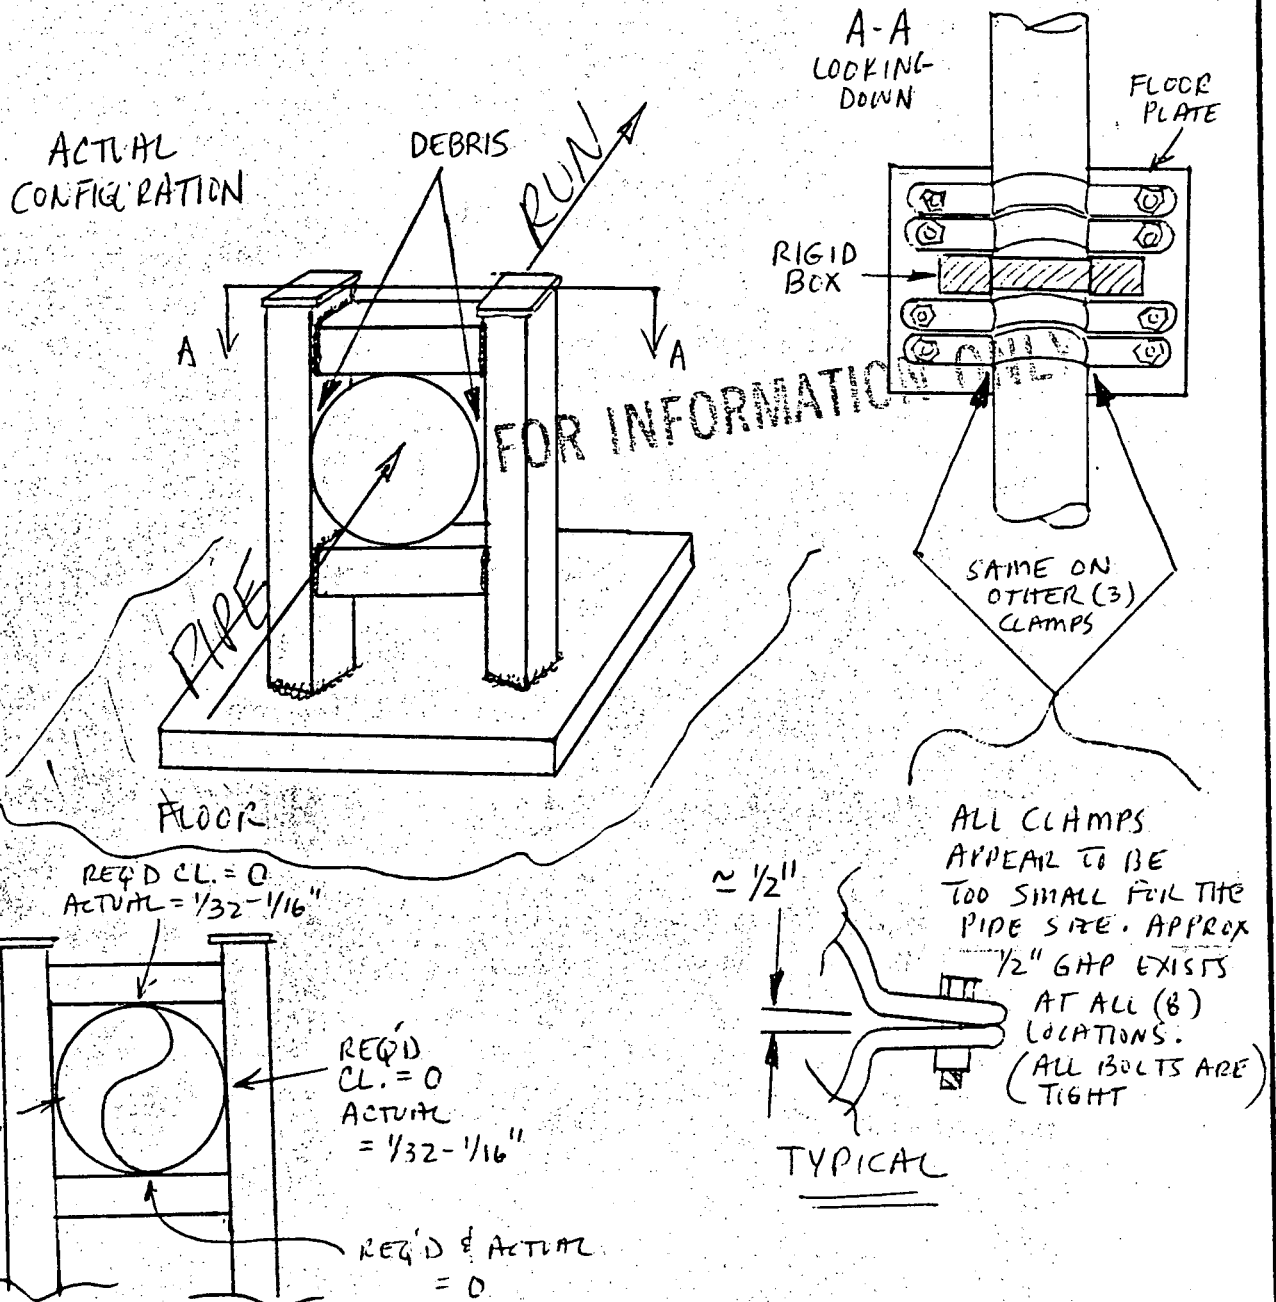 ACTUAL
CONFIG'RATION
DEBRIS
RUN
A
A
PIPE
FLOOR
A-A
LOOKING
DOWN
FLOOR
PLATE
RIGID
BOX
FOR INFORMATION ONLY
SAME ON
OTHER (3)
CLAMPS
REQ'D CL. = 0
ACTUAL = 1/32-1/16"
REQ'D
CL. = 0
ACTUAL
= 1/32-1/16"
REQ'D & ACTUAL
= 0
≃ 1/2"
TYPICAL
ALL CLAMPS
APPEAR TO BE
TOO SMALL FOR THE
PIPE SIZE. APPROX
1/2" GAP EXISTS
AT ALL (8)
LOCATIONS.
(ALL BOLTS ARE
TIGHT)